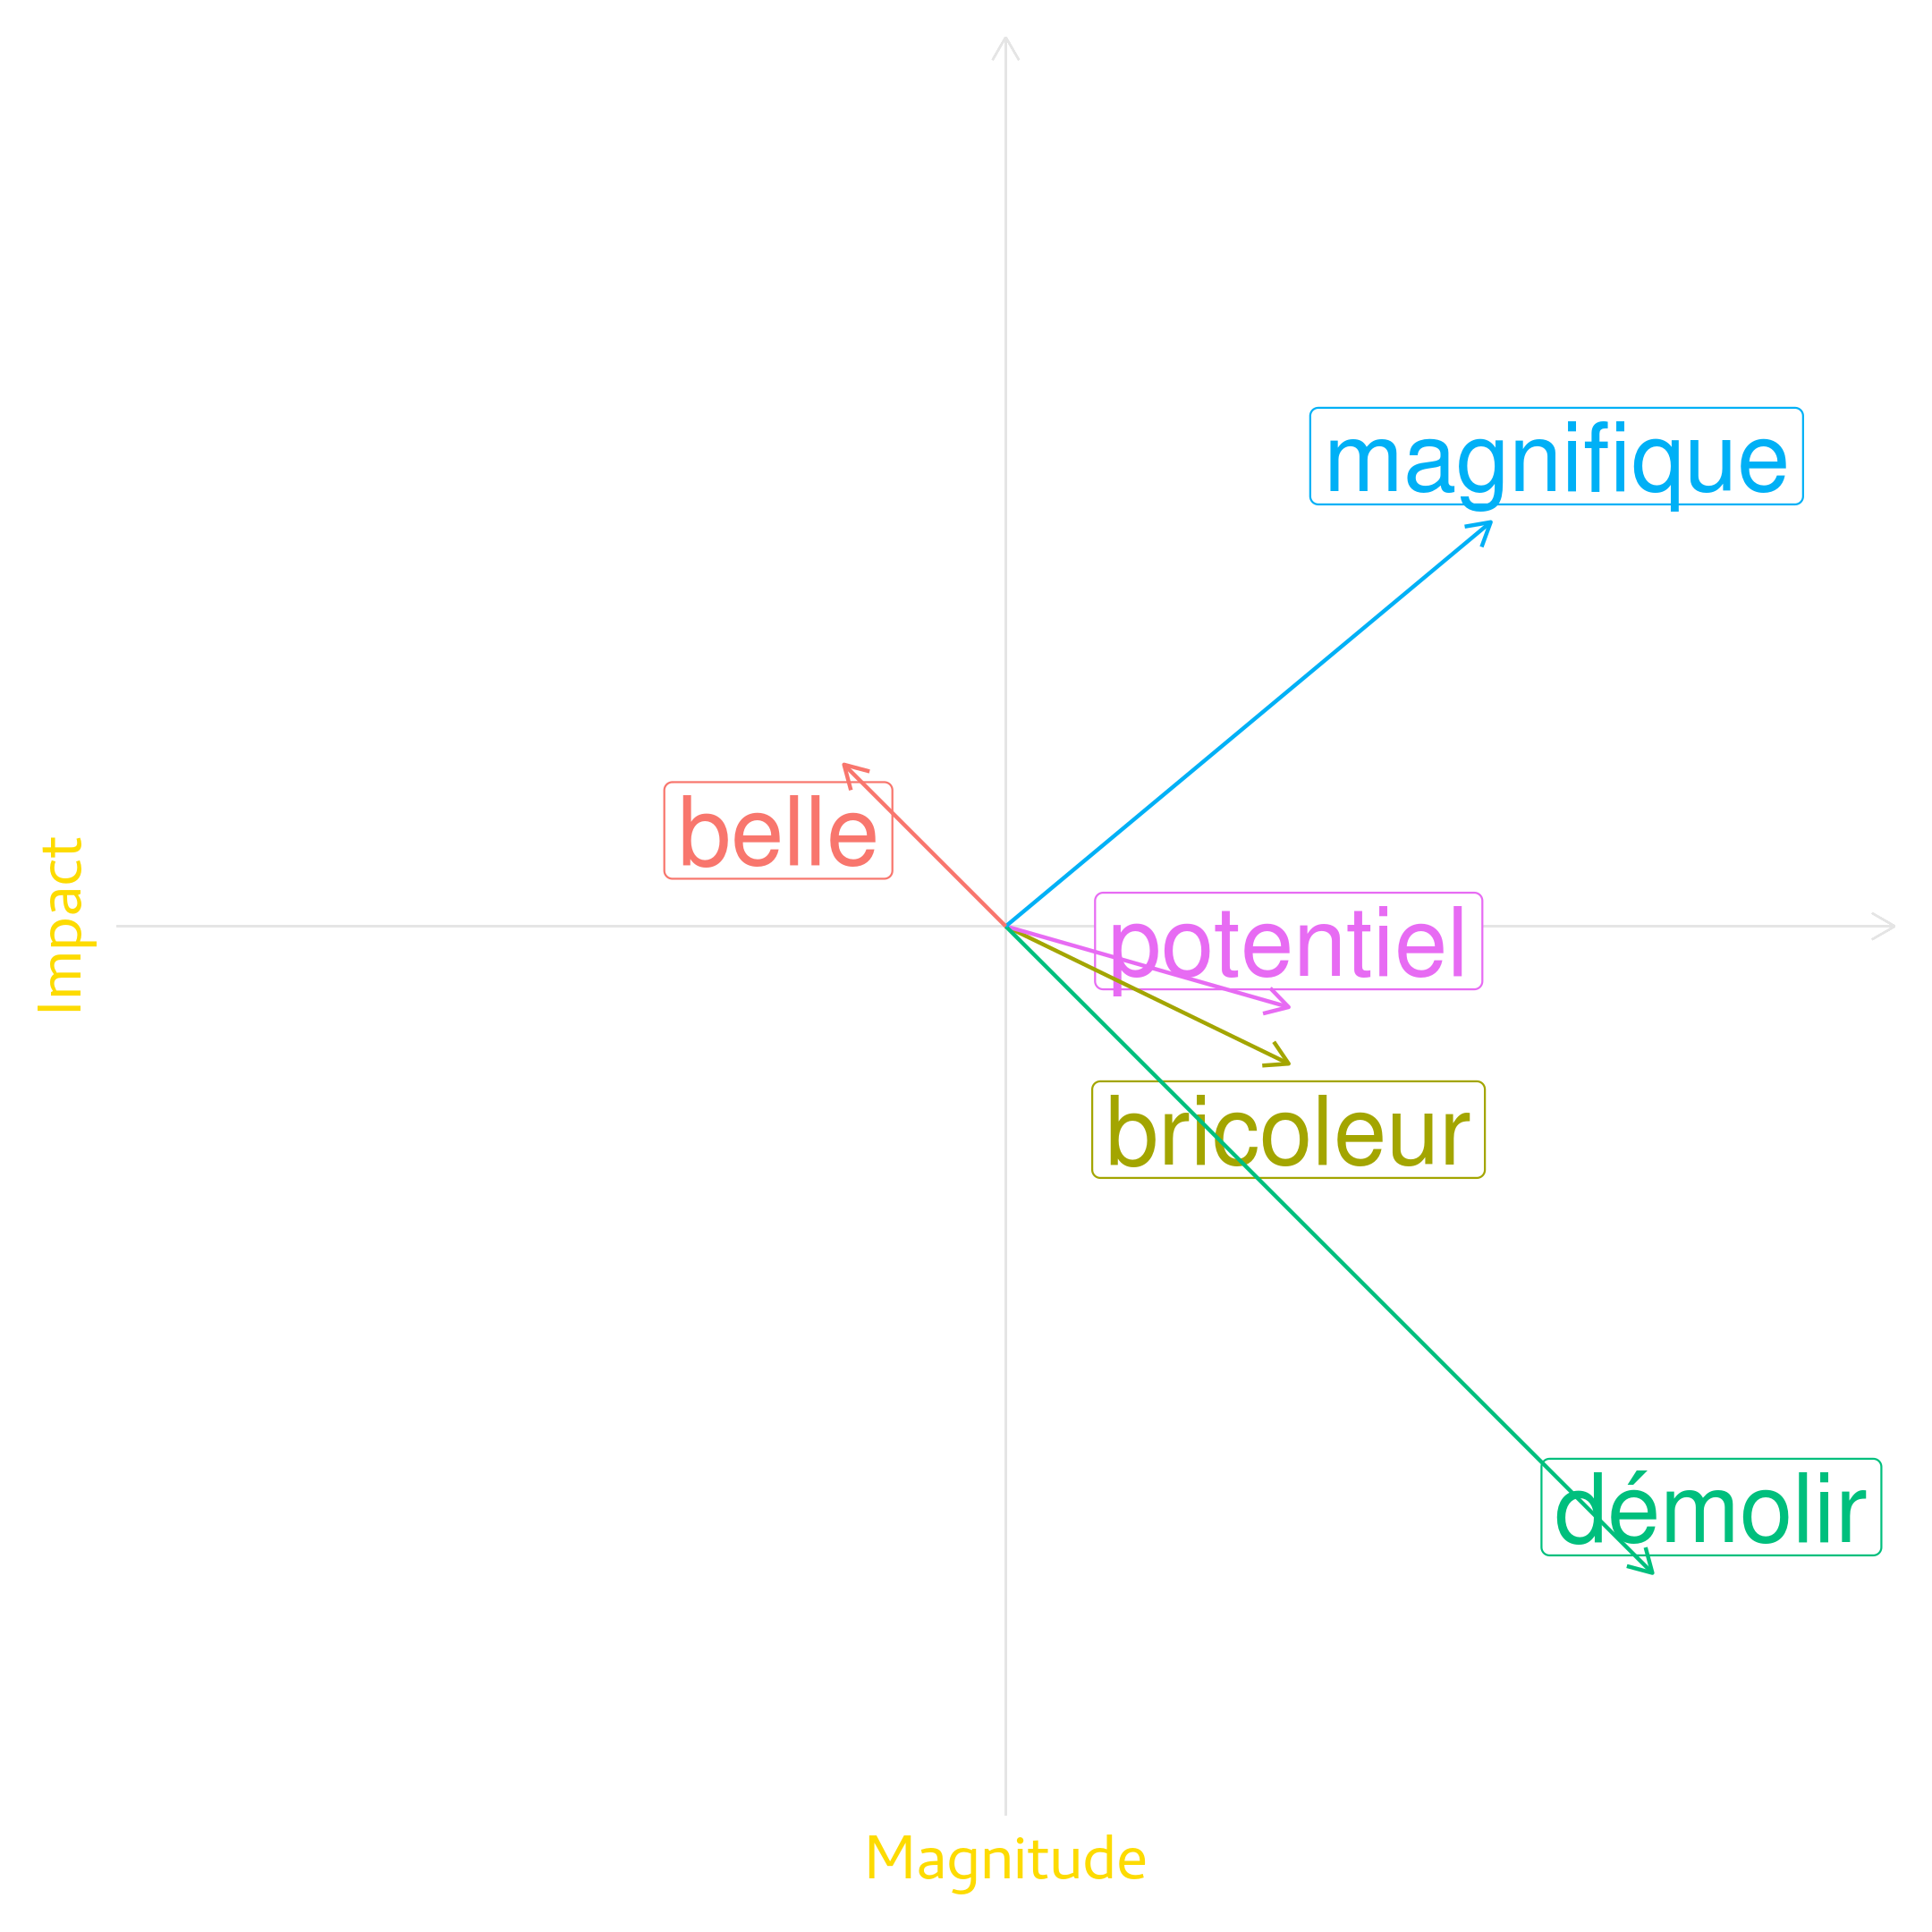 magnifique
belle
potentiel
Impact
bricoleur
démolir
Magnitude